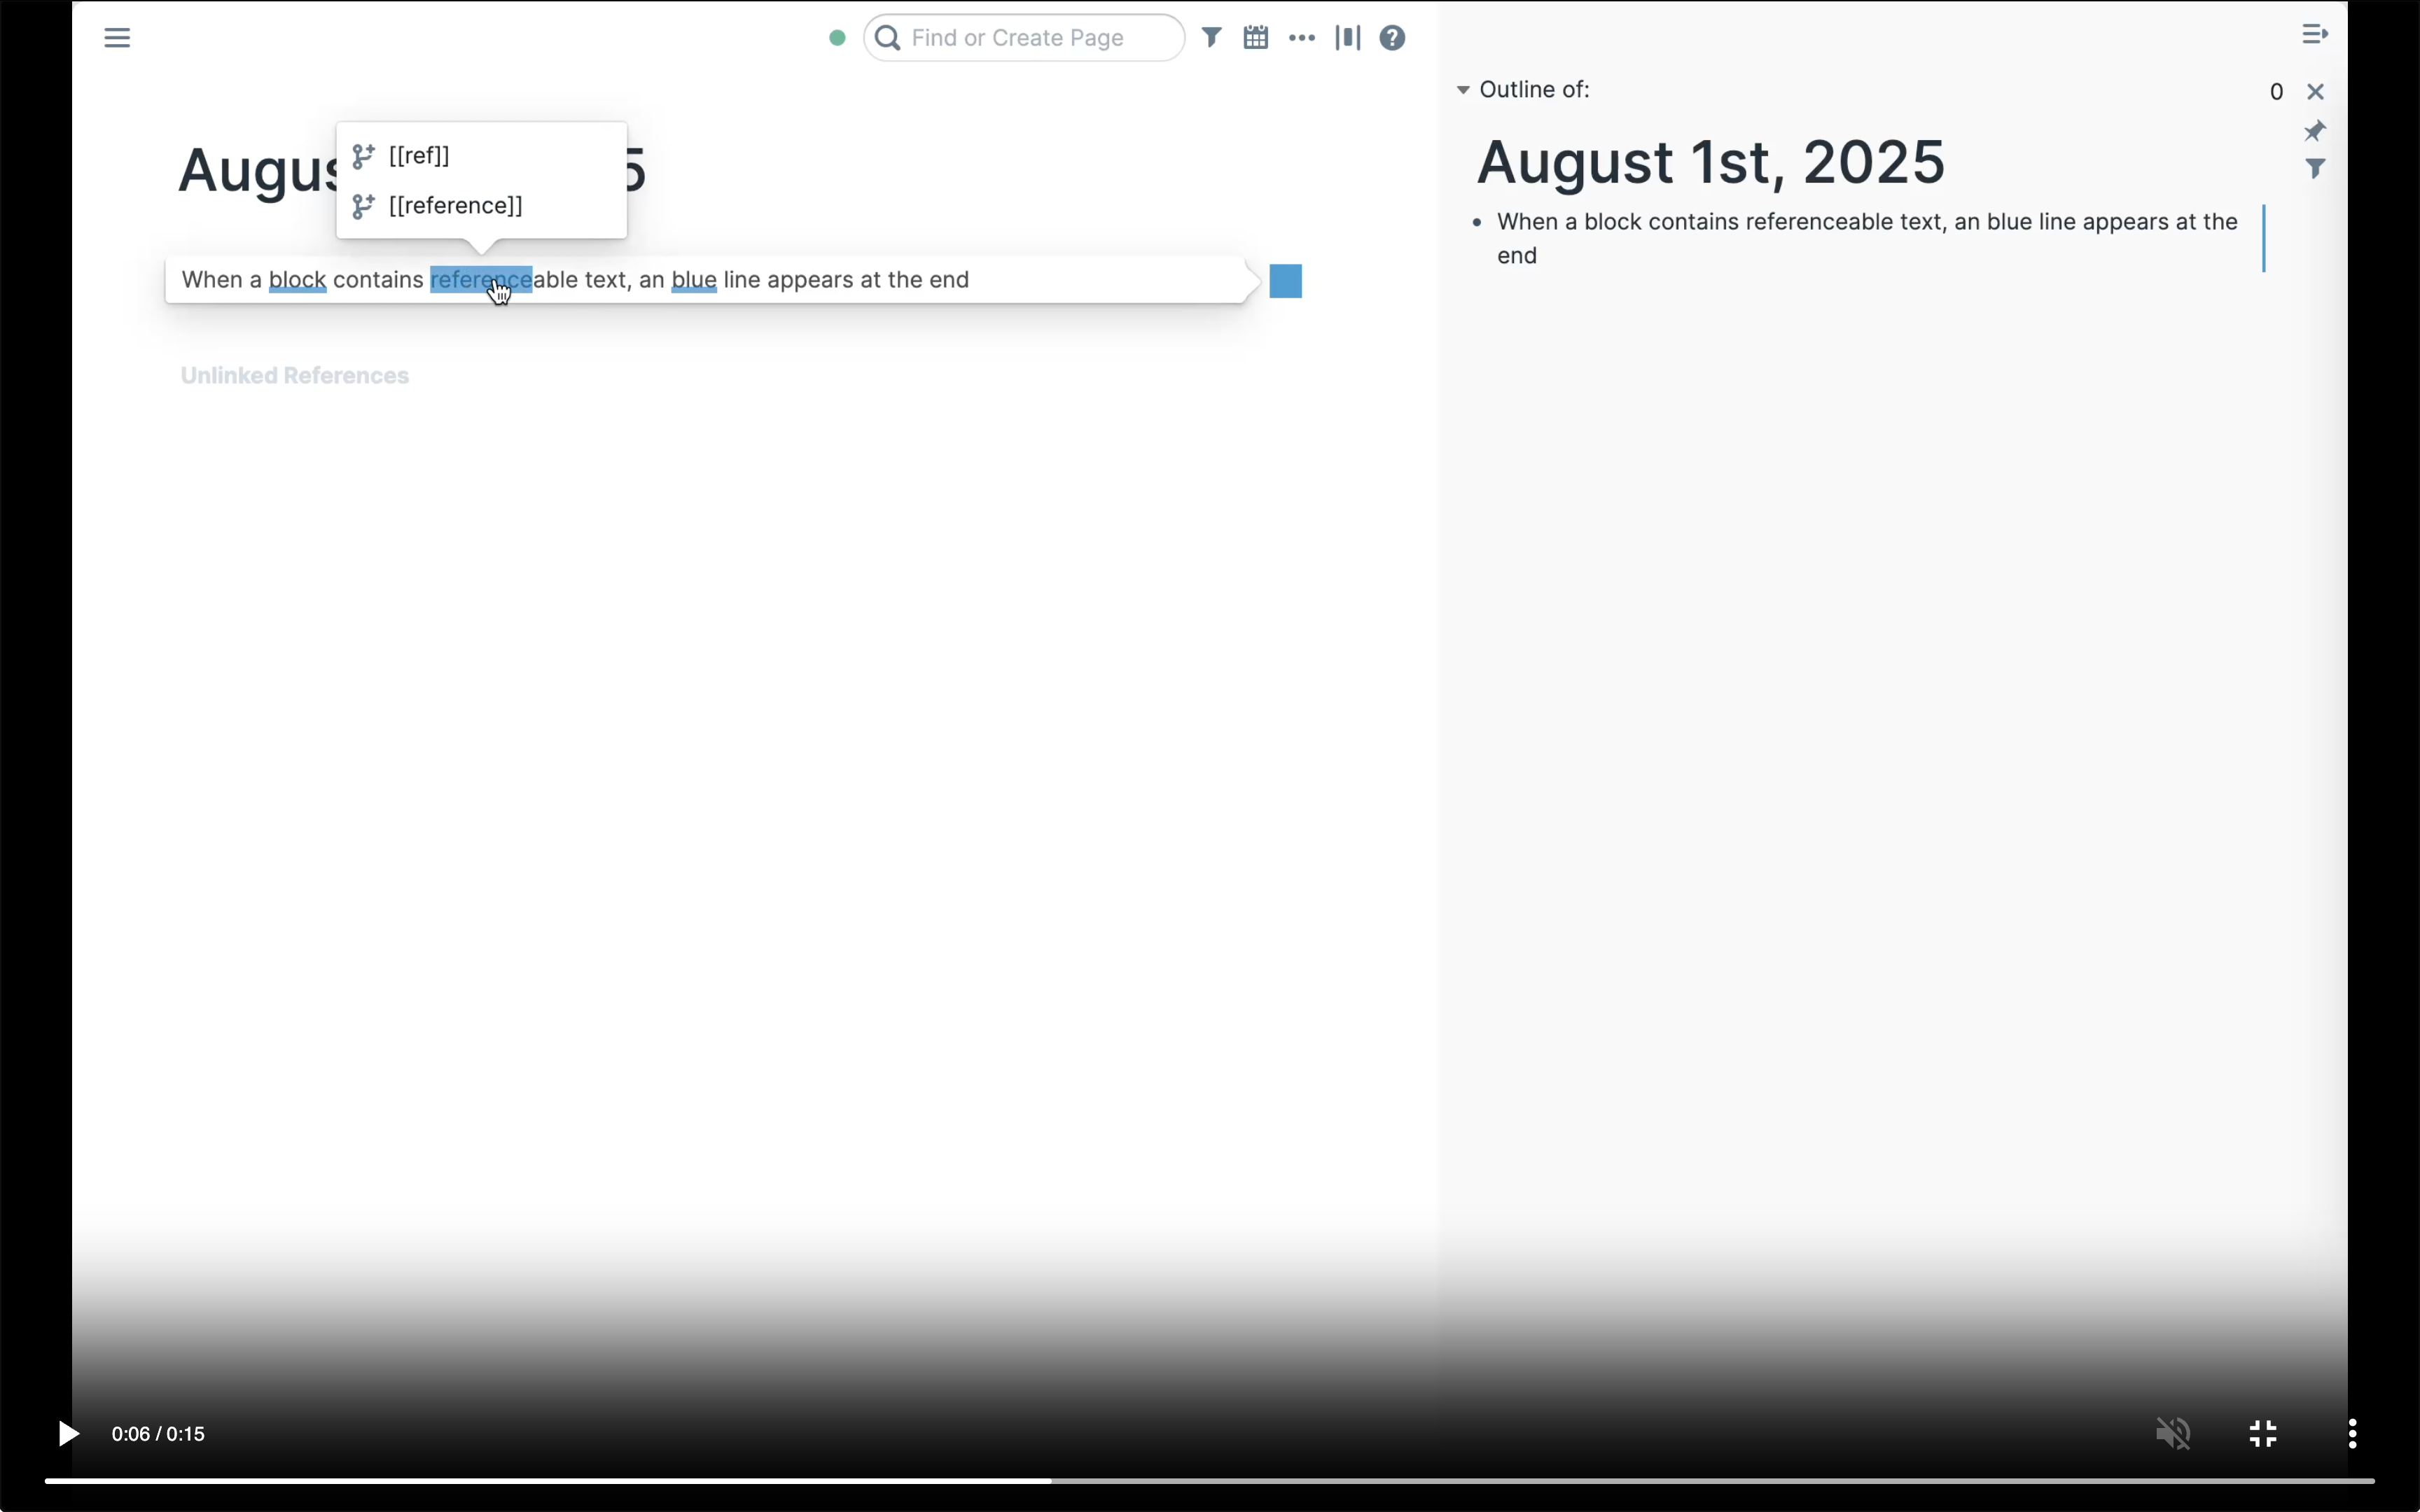 Find or Create Page
Outline of:
0
August 1st, 2025
Augus 5
[[ref]]
[[reference]]
When a block contains referenceable text, an blue line appears at the end
When a block contains referenceable text, an blue line appears at the
end
Unlinked References
0:06 / 0:15